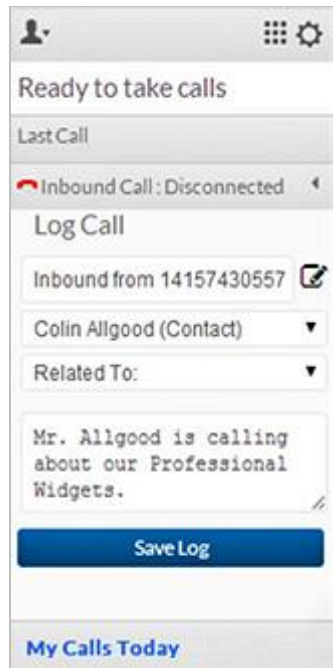 Ready to take calls
Last Call
Inbound Call : Disconnected
Log Call
Inbound from 14157430557
Colin Allgood (Contact)
Related To:
Mr. Allgood is calling
about our Professional
Widgets.
Save Log
My Calls Today